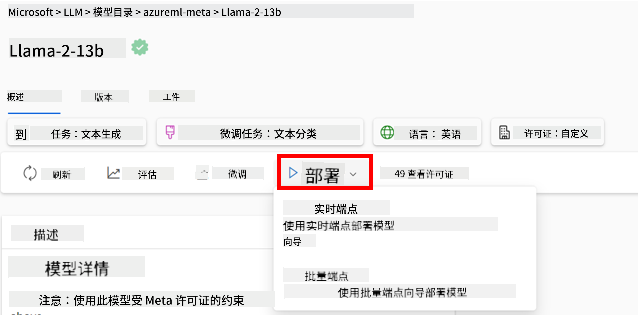 Microsoft > LLM > 模型目录 > azureml-meta > Llama-2-13b
Llama-2-13b
概述 版本 工件
到 任务：文本生成 微调任务：文本分类 语言： 英语 许可证：自定义
刷新 评估 微调 部署 49 查看许可证
实时端点
使用实时端点部署模型
向导
批量端点
使用批量端点向导部署模型
描述
模型详情
注意：使用此模型受 Meta 许可证的约束